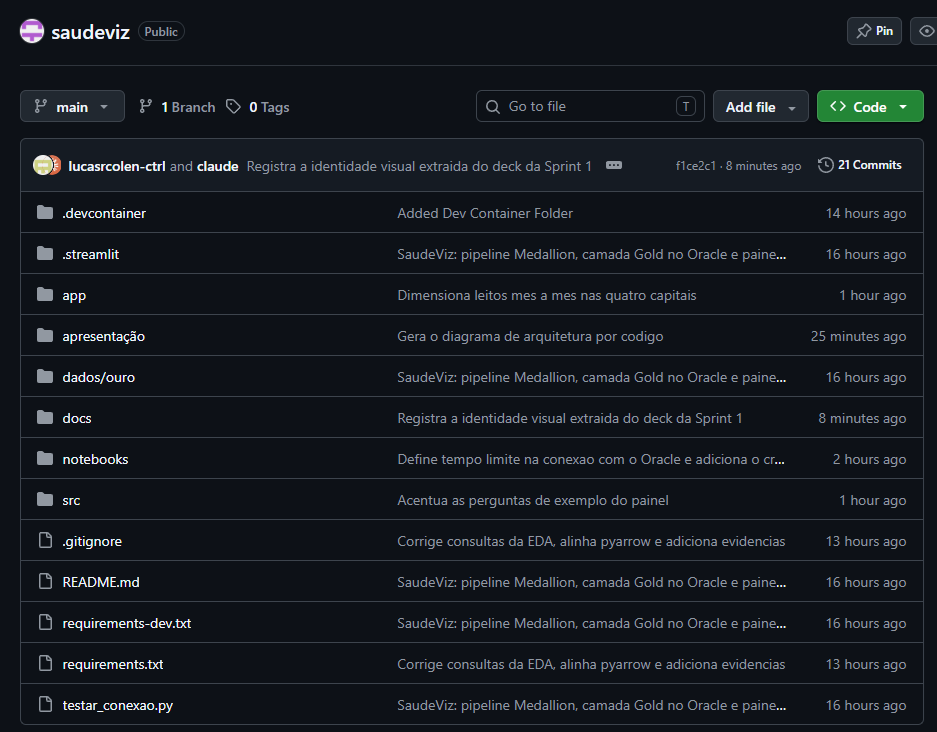 saudeviz Public Pin
main 1 Branch 0 Tags Go to file T Add file Code
lucasrcolen-ctrl and claude Registra a identidade visual extraida do deck da Sprint 1 f1ce2c1 · 8 minutes ago 21 Commits
.devcontainer Added Dev Container Folder 14 hours ago
.streamlit SaudeViz: pipeline Medallion, camada Gold no Oracle e paine... 16 hours ago
app Dimensiona leitos mes a mes nas quatro capitais 1 hour ago
apresentação Gera o diagrama de arquitetura por codigo 25 minutes ago
dados/ouro SaudeViz: pipeline Medallion, camada Gold no Oracle e paine... 16 hours ago
docs Registra a identidade visual extraida do deck da Sprint 1 8 minutes ago
notebooks Define tempo limite na conexao com o Oracle e adiciona o cr... 2 hours ago
src Acentua as perguntas de exemplo do painel 1 hour ago
.gitignore Corrige consultas da EDA, alinha pyarrow e adiciona evidencias 13 hours ago
README.md SaudeViz: pipeline Medallion, camada Gold no Oracle e paine... 16 hours ago
requirements-dev.txt SaudeViz: pipeline Medallion, camada Gold no Oracle e paine... 16 hours ago
requirements.txt Corrige consultas da EDA, alinha pyarrow e adiciona evidencias 13 hours ago
testar_conexao.py SaudeViz: pipeline Medallion, camada Gold no Oracle e paine... 16 hours ago